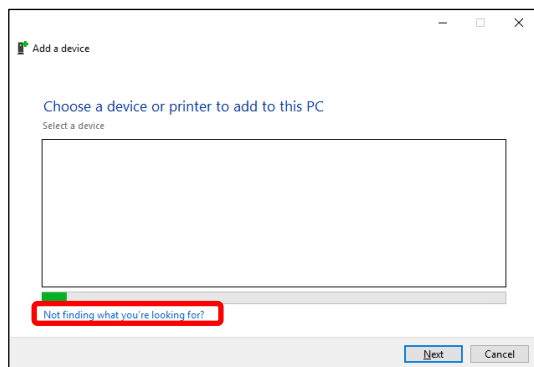 Add a device
Choose a device or printer to add to this PC
Select a device
Not finding what you're looking for?
Next Cancel